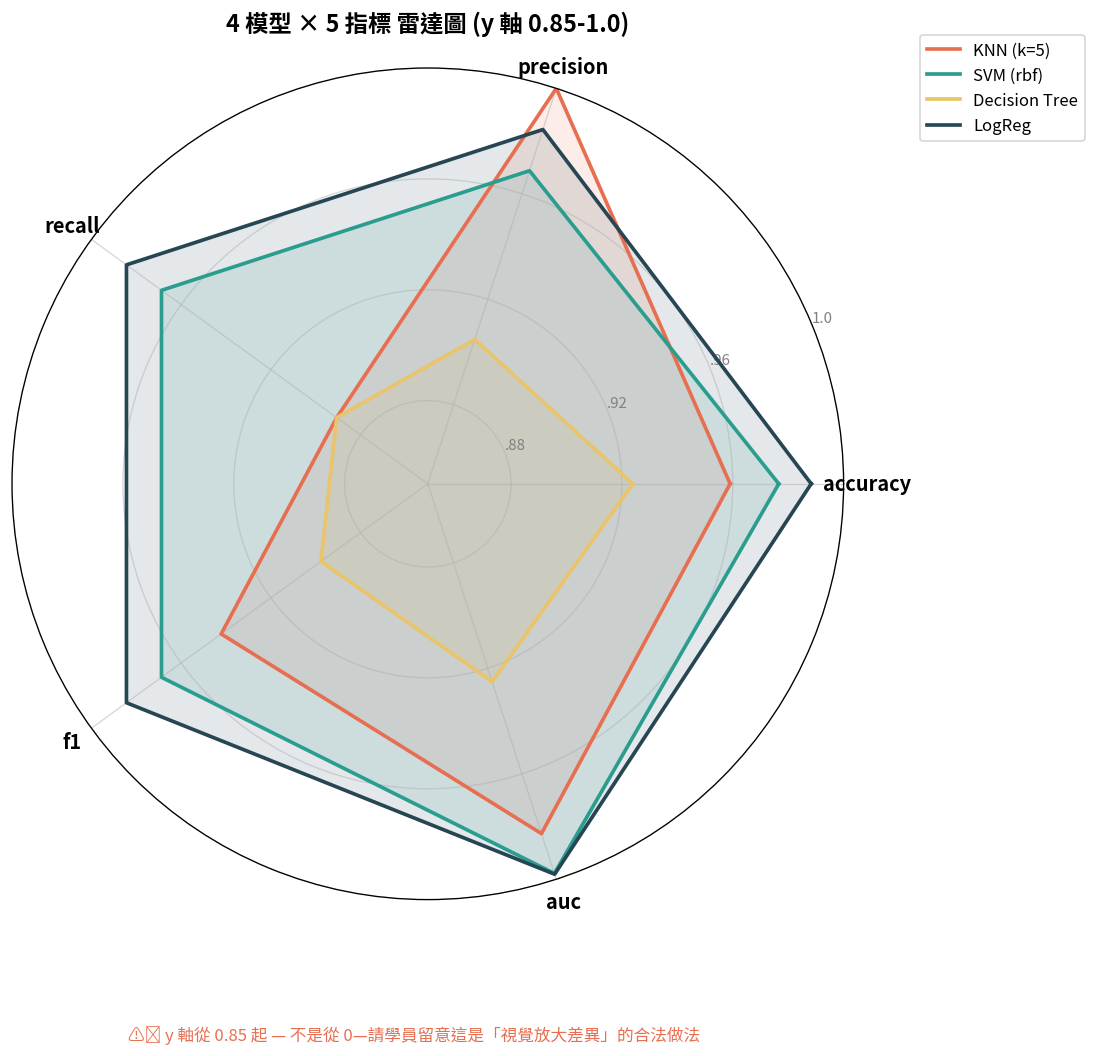 4 模型 × 5 指標 雷達圖 (y 軸 0.85-1.0)
KNN (k=5)
SVM (rbf)
Decision Tree
LogReg
precision
recall
1.0
.96
.92
.88
accuracy
f1
auc
⚠ y 軸從 0.85 起 — 不是從 0—請學員留意這是「視覺放大差異」的合法做法